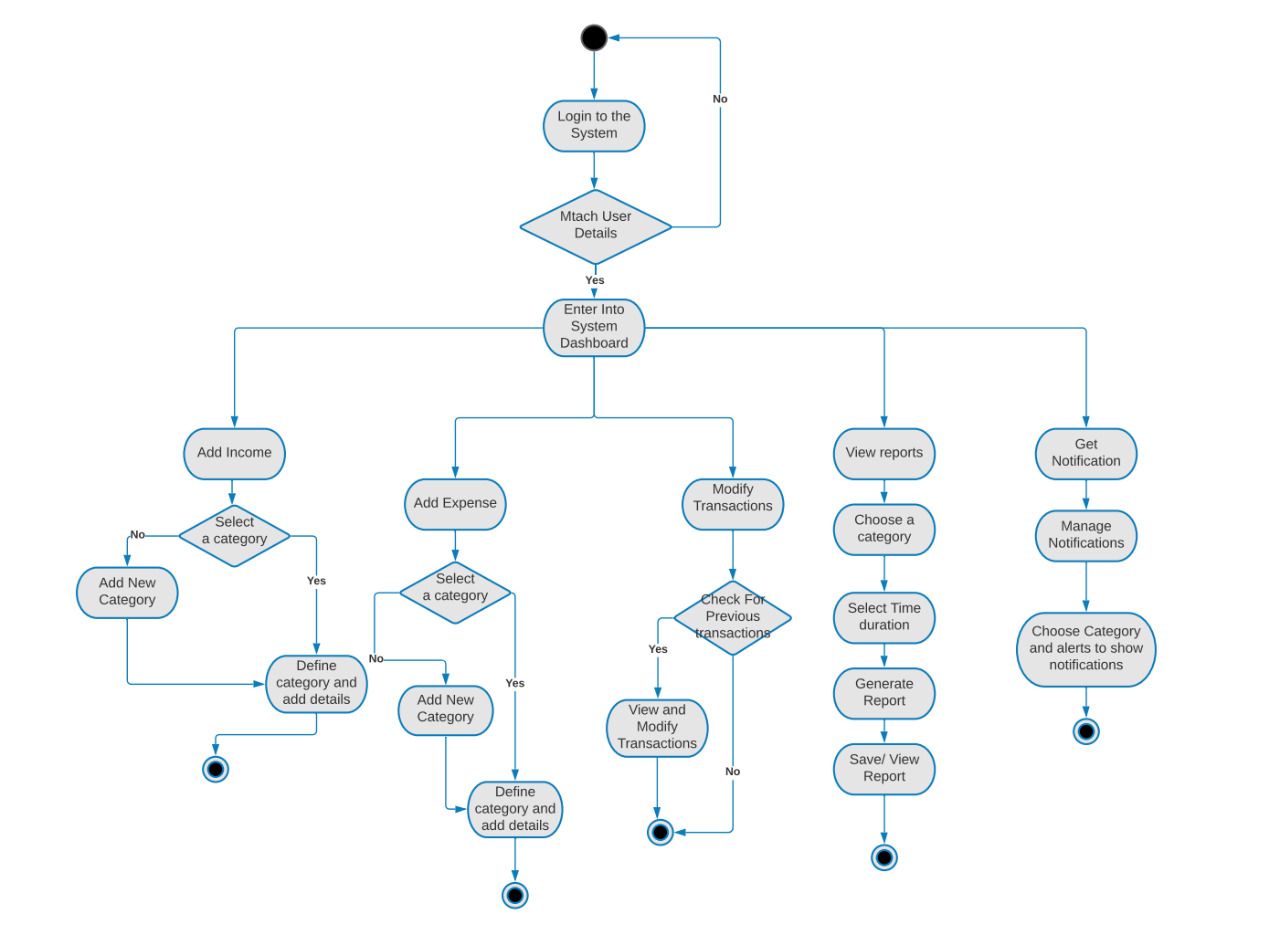 No
Login to the
System
Mtach User
Details
Yes
Enter Into
System
Dashboard
Add Income
Select
a category
No
Yes
Add New
Category
Define
category and
add details
Add Expense
Select
a category
No
Yes
Add New
Category
Define
category and
add details
Modify
Transactions
Check For
Previous
transactions
Yes
View and
Modify
Transactions
No
View reports
Choose a
category
Select Time
duration
Generate
Report
Save/ View
Report
Get
Notification
Manage
Notifications
Choose Category
and alerts to show
notifications